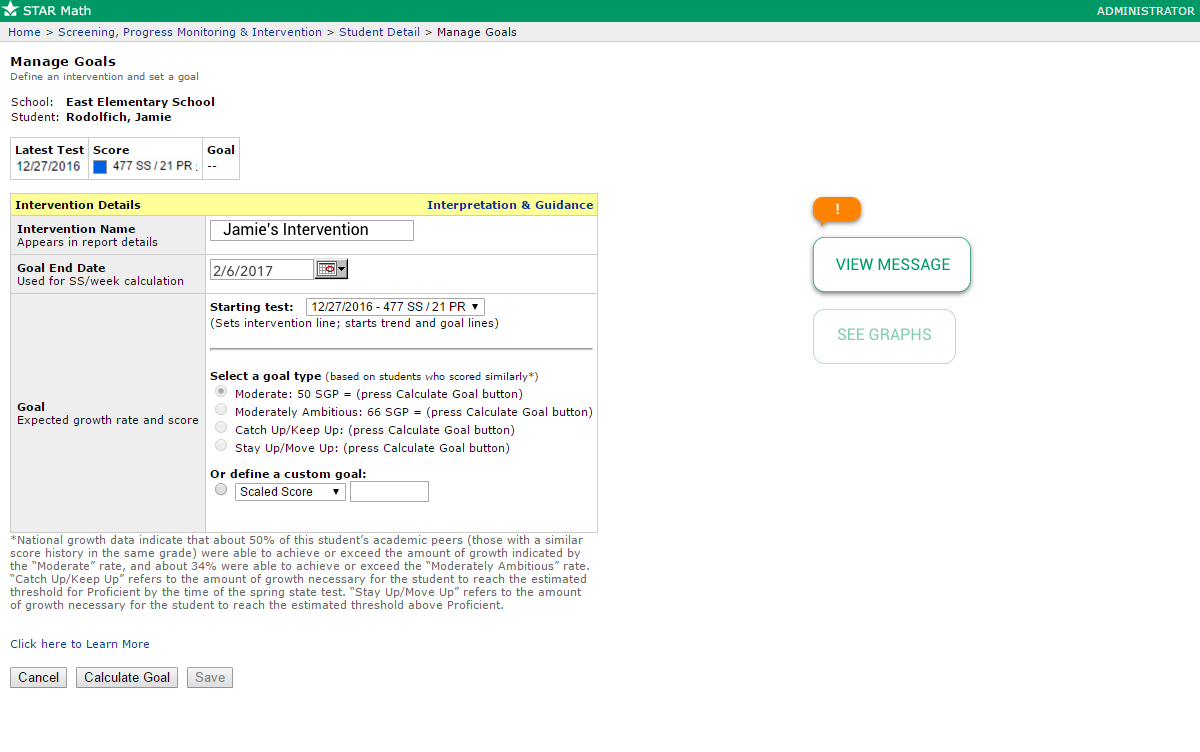 STAR Math
ADMINISTRATOR
Home > Screening, Progress Monitoring & Intervention > Student Detail > Manage Goals
Manage Goals
Define an intervention and set a goal
School: East Elementary School
Student: Rodolfich, Jamie
Latest Test Score Goal
12/27/2016 477 SS / 21 PR --
Intervention Details Interpretation & Guidance
Intervention Name
Appears in report details
Jamie's Intervention
Goal End Date
Used for SS/week calculation
2/6/2017
Goal
Expected growth rate and score
Starting test: 12/27/2016 - 477 SS / 21 PR
(Sets intervention line; starts trend and goal lines)
Select a goal type (based on students who scored similarly*)
Moderate: 50 SGP = (press Calculate Goal button)
Moderately Ambitious: 66 SGP = (press Calculate Goal button)
Catch Up/Keep Up: (press Calculate Goal button)
Stay Up/Move Up: (press Calculate Goal button)
Or define a custom goal:
Scaled Score
*National growth data indicate that about 50% of this student's academic peers (those with a similar
score history in the same grade) were able to achieve or exceed the amount of growth indicated by
the “Moderate” rate, and about 34% were able to achieve or exceed the “Moderately Ambitious” rate.
“Catch Up/Keep Up” refers to the amount of growth necessary for the student to reach the estimated
threshold for Proficient by the time of the spring state test. “Stay Up/Move Up” refers to the amount
of growth necessary for the student to reach the estimated threshold above Proficient.
Click here to Learn More
Cancel Calculate Goal Save
!
VIEW MESSAGE
SEE GRAPHS